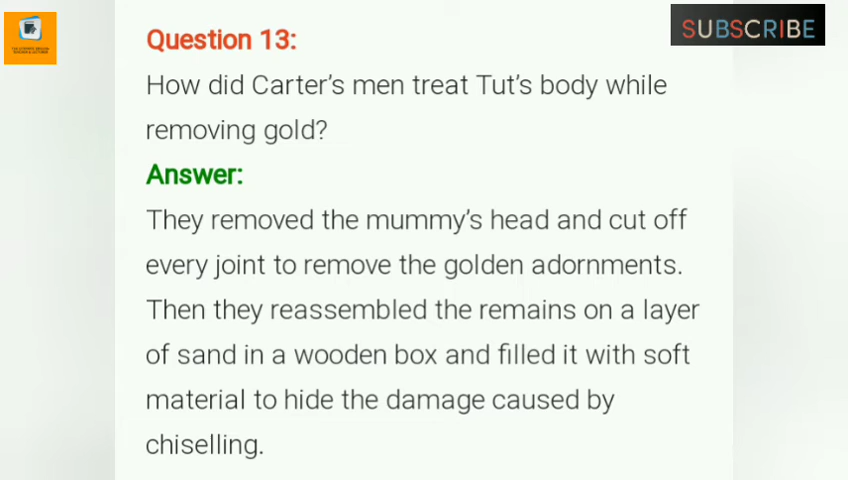 SUBSCRIBE
Question 13:
How did Carter's men treat Tut's body while
removing gold?
Answer:
They removed the mummy's head and cut off
every joint to remove the golden adornments.
Then they reassembled the remains on a layer
of sand in a wooden box and filled it with soft
material to hide the damage caused by
chiselling.